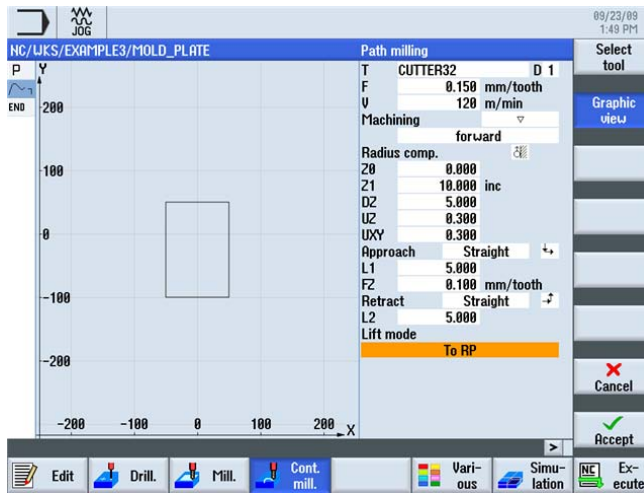 JOG
09/23/09
1:49 PM
NC/WKS/EXAMPLE3/MOLD_PLATE
Path milling
Select tool
P
END
Y
200
100
0
-100
-200
-200 -100 0 100 200 X
T CUTTER32 D 1
F 0.150 mm/tooth
V 120 m/min
Machining ▽
forward
Radius comp.
Z0 0.000
Z1 10.000 inc
DZ 5.000
UZ 0.300
UXY 0.300
Approach Straight
L1 5.000
FZ 0.100 mm/tooth
Retract Straight
L2 5.000
Lift mode
To RP
Graphic view
Cancel
Accept
>
Edit
Drill.
Mill.
Cont. mill.
Vari- ous
Simu- lation
NC Ex- ecute